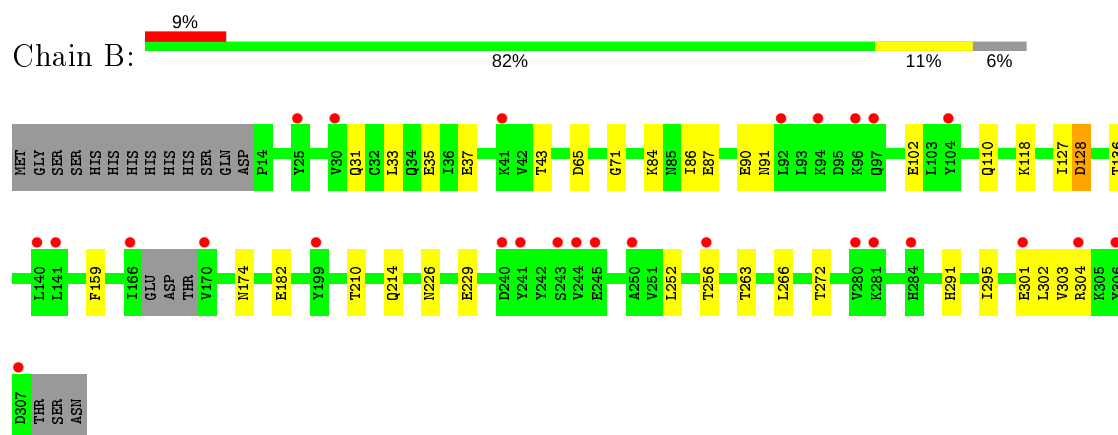 9%
Chain B:
82%
11%
6%
MET GLY SER SER HIS HIS HIS HIS HIS HIS SER GLN ASP P14 Y25 V30 Q31 C32 L33 Q34 E35 I36 E37 K41 V42 T43 D65 G71 K84 N85 I86 E87 E90 N91 L92 L93 K94 D95 K96 Q97 E102 L103 Y104 Q110 K118 I127 D128 T136
L140 L141 F159 I166 GLU ASP THR V170 N174 E182 Y199 T210 Q214 N226 E229 D240 Y241 Y242 S243 V244 E245 A250 V251 L252 T256 T263 L266 T272 V280 K281 H284 H291 I295 E301 L302 V303 R304 K305
D307 THR SER ASN